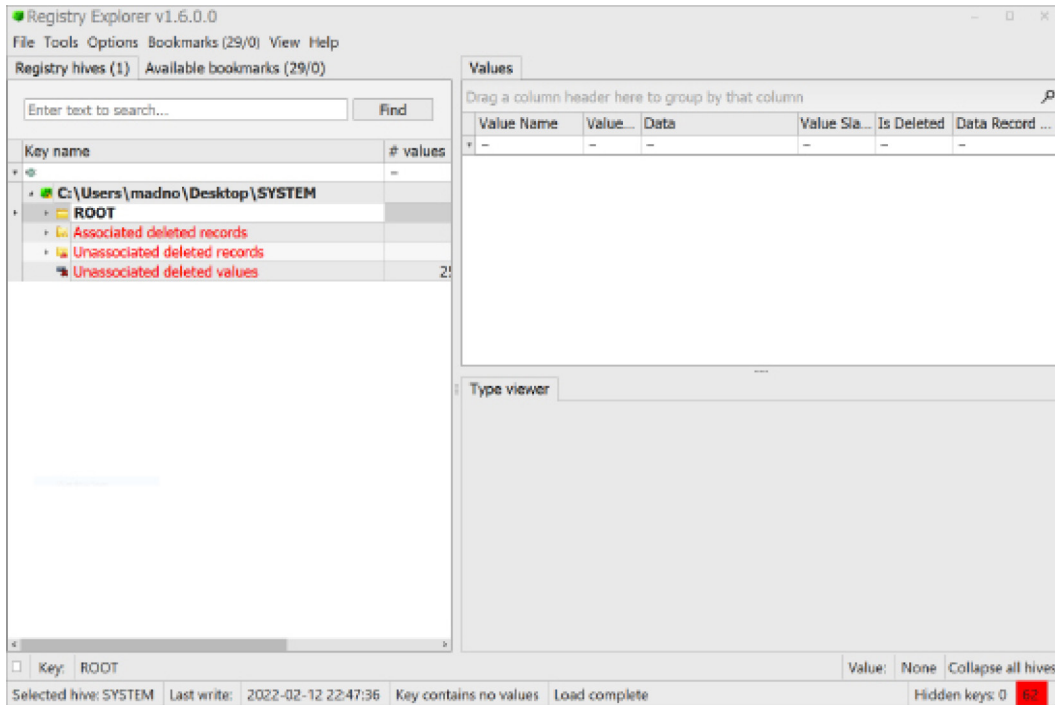 Registry Explorer v1.6.0.0
File Tools Options Bookmarks (29/0) View Help
Registry hives (1) Available bookmarks (29/0)
Enter text to search... Find
Key name # values
C:\Users\madno\Desktop\SYSTEM
ROOT
Associated deleted records
Unassociated deleted records
Unassociated deleted values
Values
Drag a column header here to group by that column
Value Name Value... Data Value Sla... Is Deleted Data Record ...
Type viewer
Key: ROOT Value: None Collapse all hives
Selected hive: SYSTEM Last write: 2022-02-12 22:47:36 Key contains no values Load complete Hidden keys: 0 62